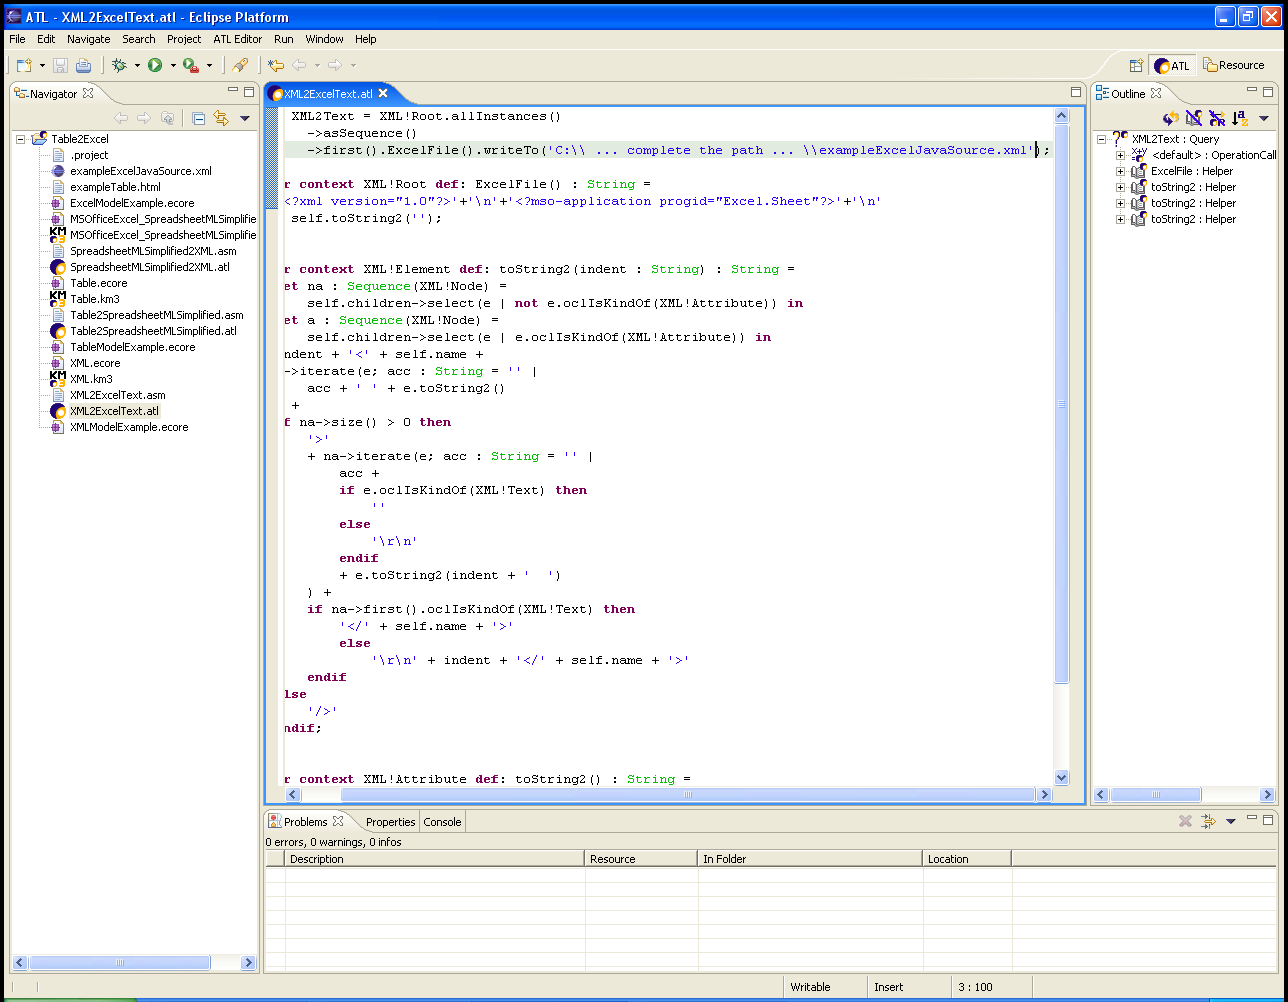 ATL - XML2ExcelText.atl - Eclipse Platform
File Edit Navigate Search Project ATL Editor Run Window Help
ATL Resource
Navigator
Table2Excel
.project
exampleExcelJavaSource.xml
exampleTable.html
ExcelModelExample.ecore
MSOfficeExcel_SpreadsheetMLSimplifie
MSOfficeExcel_SpreadsheetMLSimplifie
SpreadsheetMLSimplified2XML.asm
SpreadsheetMLSimplified2XML.atl
Table.ecore
Table.km3
Table2SpreadsheetMLSimplified.asm
Table2SpreadsheetMLSimplified.atl
TableModelExample.ecore
XML.ecore
XML.km3
XML2ExcelText.asm
XML2ExcelText.atl
XMLModelExample.ecore
XML2ExcelText.atl
XML2Text = XML!Root.allInstances()
->asSequence()
->first().ExcelFile().writeTo('C:\\ ... complete the path ... \\exampleExcelJavaSource.xml');
r context XML!Root def: ExcelFile() : String =
<?xml version="1.0"?>'+'\n'+'<?mso-application progid="Excel.Sheet"?>'+'\n'
self.toString2('');
r context XML!Element def: toString2(indent : String) : String =
et na : Sequence(XML!Node) =
self.children->select(e | not e.oclIsKindOf(XML!Attribute)) in
et a : Sequence(XML!Node) =
self.children->select(e | e.oclIsKindOf(XML!Attribute)) in
ndent + '<' + self.name +
->iterate(e; acc : String = '' |
acc + ' ' + e.toString2()
+
f na->size() > 0 then
'>'
+ na->iterate(e; acc : String = '' |
acc +
if e.oclIsKindOf(XML!Text) then
''
else
'\r\n'
endif
+ e.toString2(indent + '  ')
) +
if na->first().oclIsKindOf(XML!Text) then
'</' + self.name + '>'
else
'\r\n' + indent + '</' + self.name + '>'
endif
lse
'/>'
ndif;
r context XML!Attribute def: toString2() : String =
Outline
XML2Text : Query
<default> : OperationCall
ExcelFile : Helper
toString2 : Helper
toString2 : Helper
toString2 : Helper
Problems Properties Console
0 errors, 0 warnings, 0 infos
Description Resource In Folder Location
Writable Insert 3 : 100